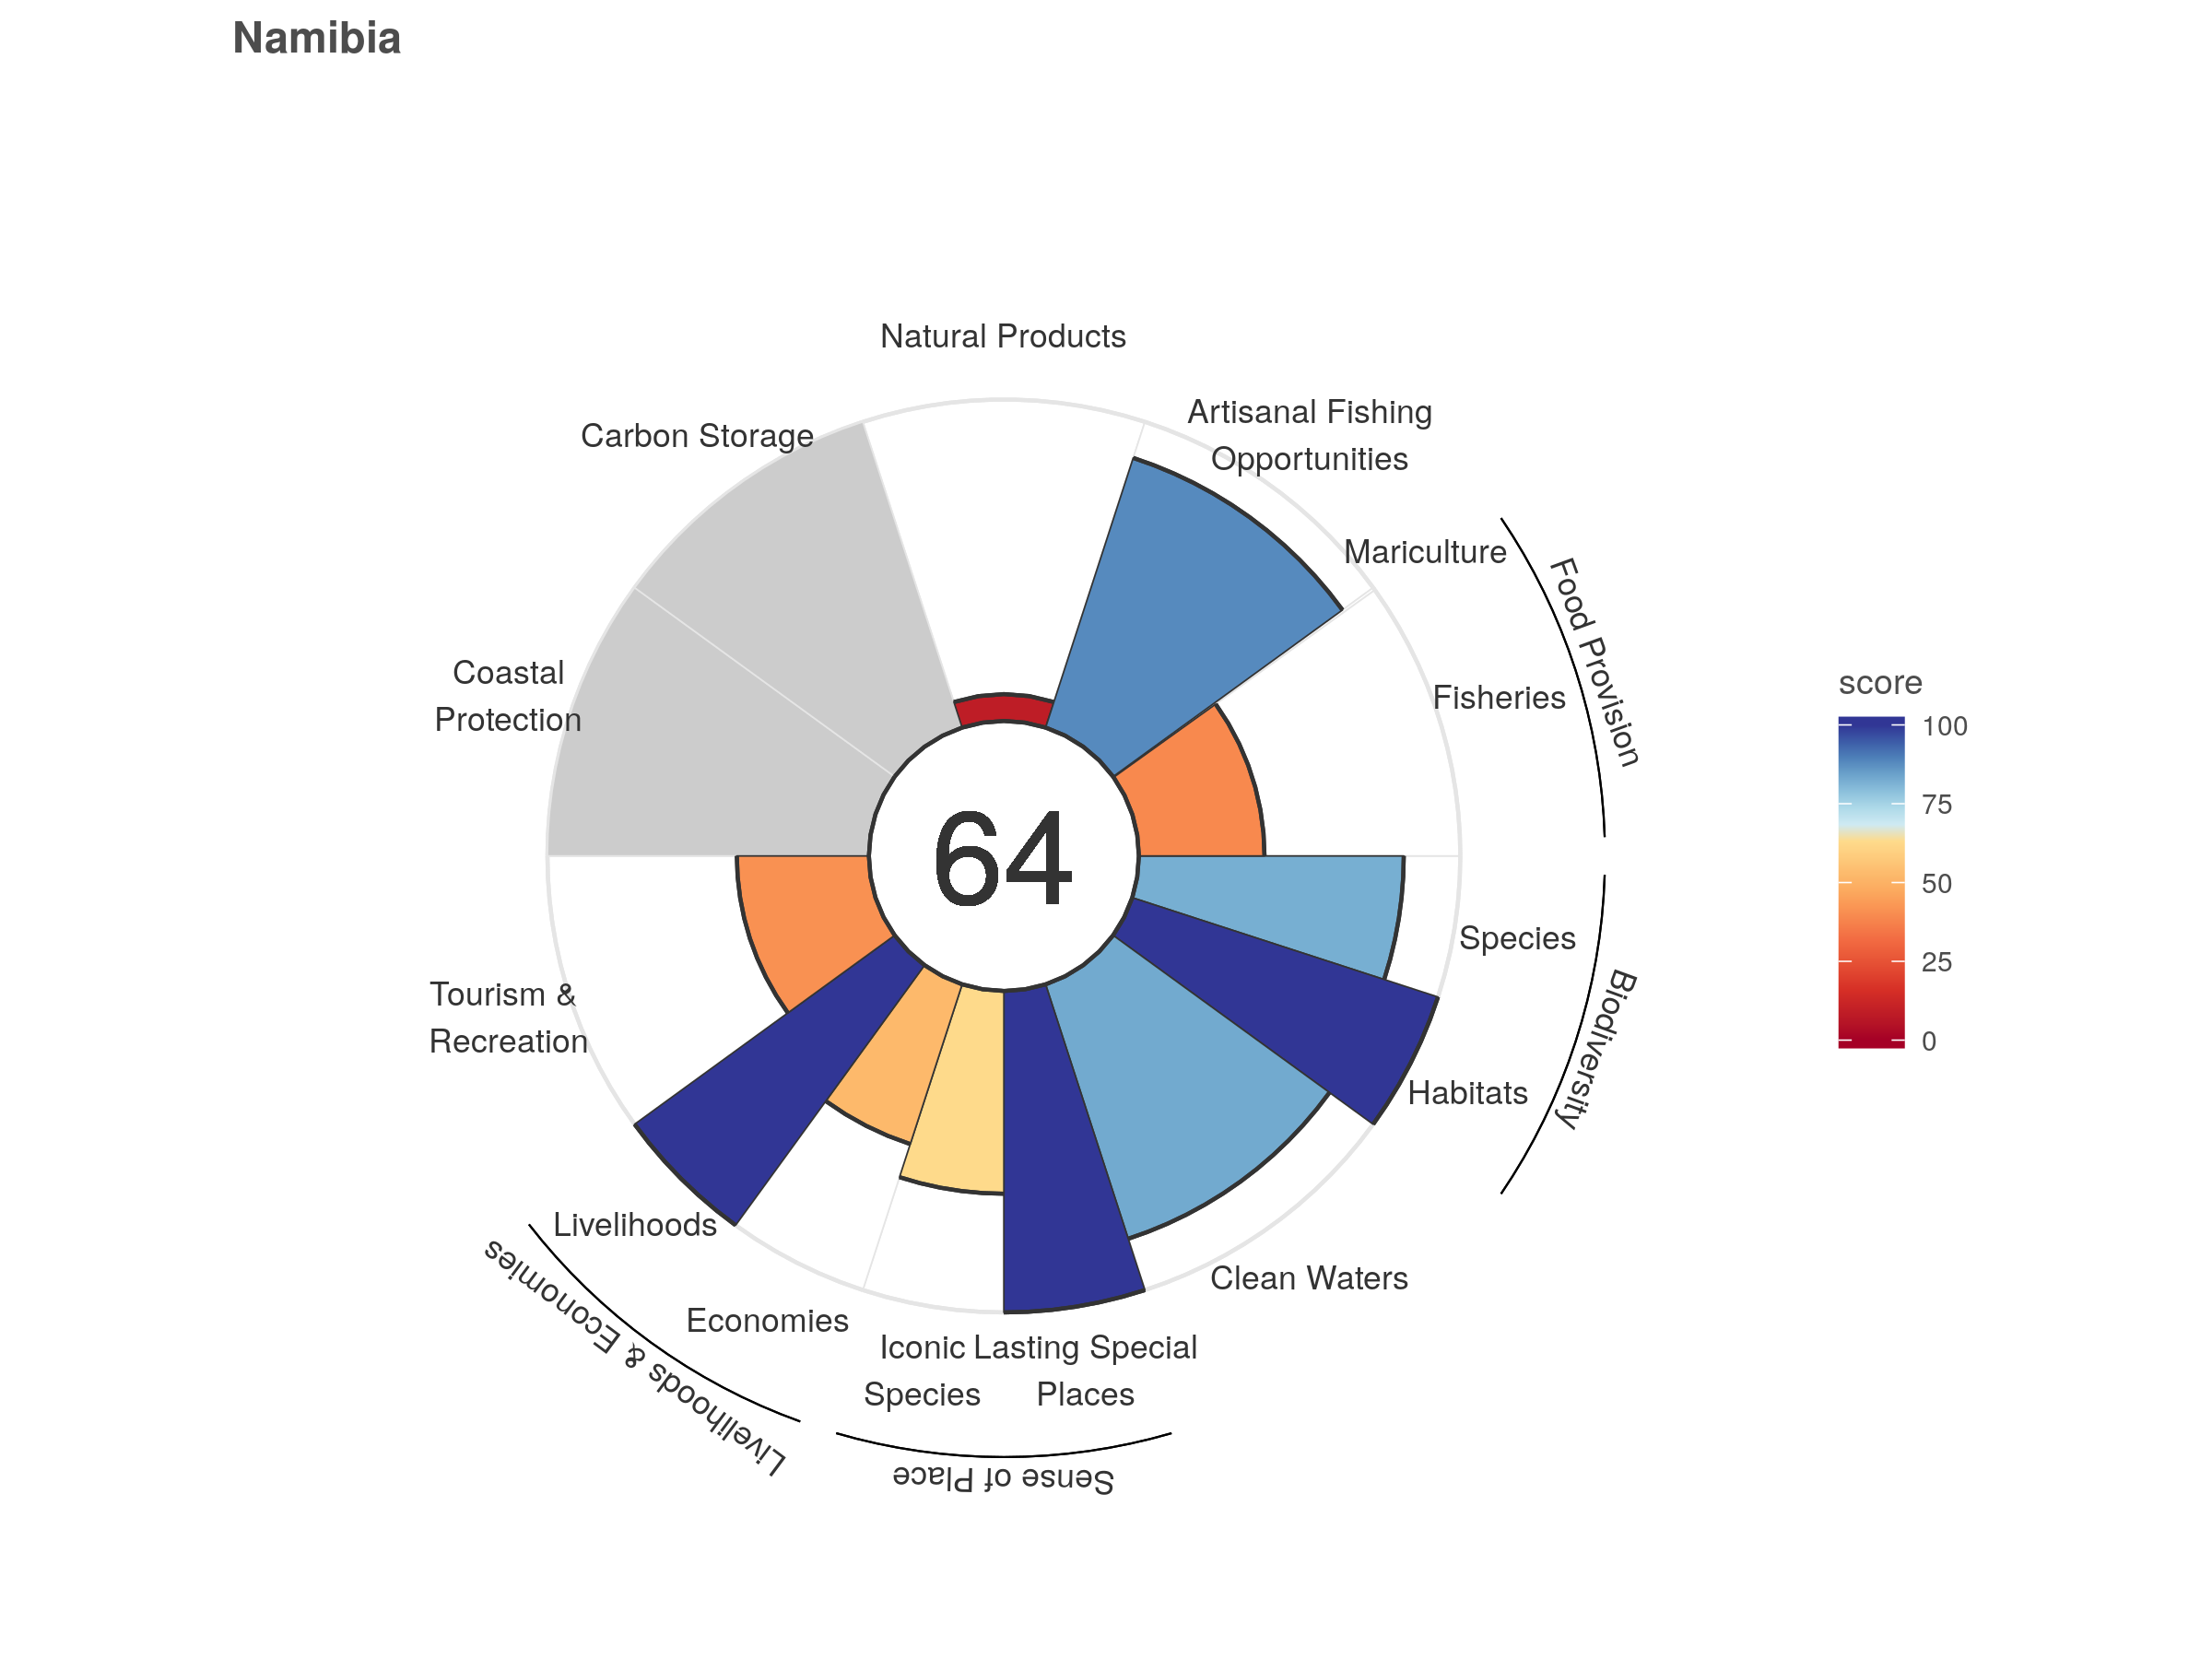 Namibia
Natural Products
Artisanal Fishing
Opportunities
Carbon Storage
Mariculture
Food Provision
Fisheries
Coastal
Protection
64
Species
Biodiversity
Habitats
Tourism &
Recreation
Livelihoods
Clean Waters
Economies
Livelihoods & Economies
Iconic
Species
Lasting Special
Places
Sense of Place
score
100
75
50
25
0